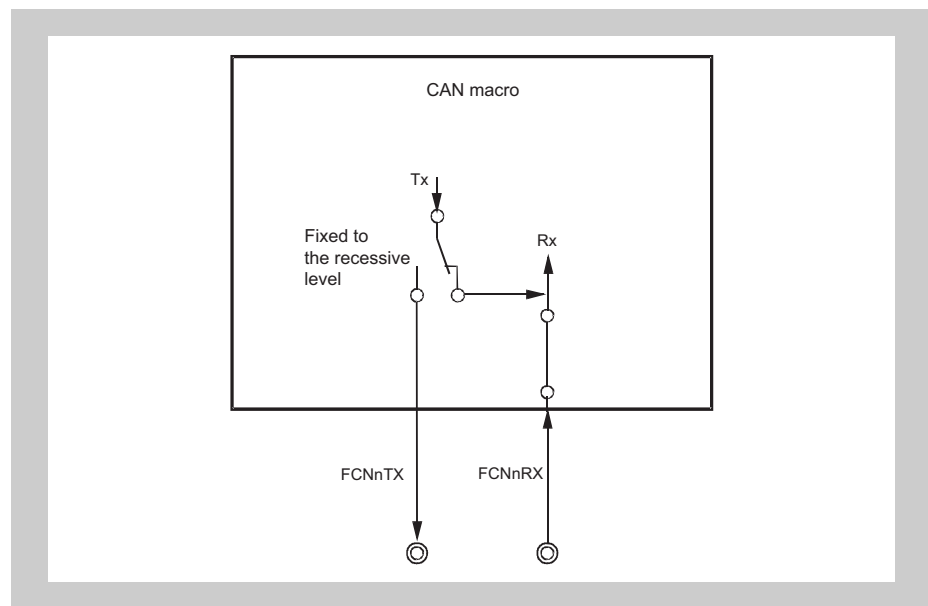 CAN macro
Tx
Fixed to
the recessive
level
Rx
FCNnTX
FCNnRX